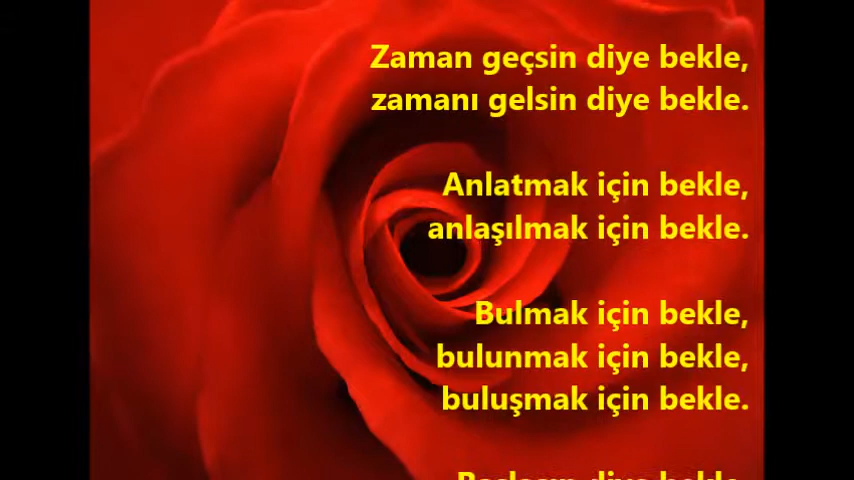 Zaman geçsin diye bekle,
zamanı gelsin diye bekle.
Anlatmak için bekle,
anlaşılmak için bekle.
Bulmak için bekle,
bulunmak için bekle,
buluşmak için bekle.
diye bekle,